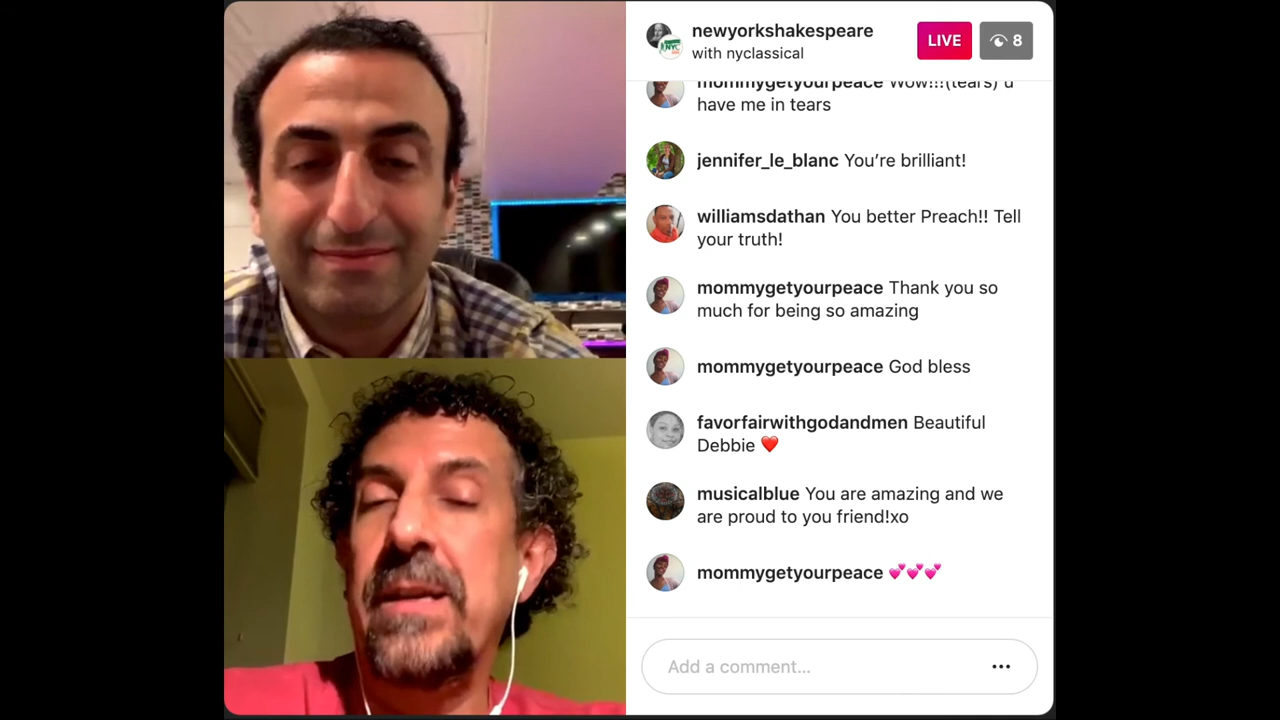 newyorkshakespeare
with nyclassical
LIVE
8
mommygetyourpeace Wow!!!(tears) u
have me in tears
jennifer_le_blanc You’re brilliant!
williamsdathan You better Preach!! Tell
your truth!
mommygetyourpeace Thank you so
much for being so amazing
mommygetyourpeace God bless
favorfairwithgodandmen Beautiful
Debbie ❤️
musicalblue You are amazing and we
are proud to you friend!xo
mommygetyourpeace 💕💕💕
Add a comment...
NYC